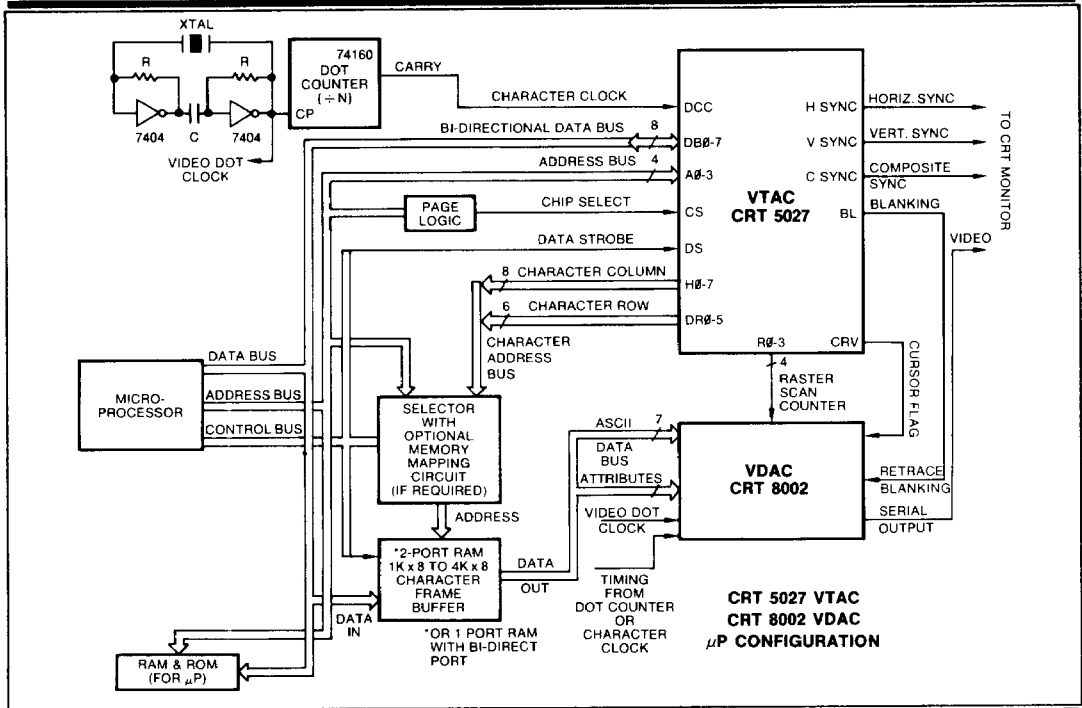 XTAL
R
R
7404
C
7404
VIDEO DOT
CLOCK
74160
DOT
COUNTER
(÷N)
CP
CARRY
CHARACTER CLOCK
BI-DIRECTIONAL DATA BUS
8
ADDRESS BUS
4
PAGE
LOGIC
CHIP SELECT
DATA STROBE
8
CHARACTER COLUMN
6
CHARACTER ROW
CHARACTER
ADDRESS
BUS
DCC
DBØ-7
AØ-3
CS
DS
HØ-7
DRØ-5
VTAC
CRT 5027
H SYNC
V SYNC
C SYNC
BL
RØ-3
CRV
HORIZ. SYNC
VERT. SYNC
COMPOSITE
SYNC
BLANKING
VIDEO
TO CRT MONITOR
4
RASTER
SCAN
COUNTER
CURSOR
FLAG
MICRO-
PROCESSOR
DATA BUS
ADDRESS BUS
CONTROL BUS
SELECTOR
WITH
OPTIONAL
MEMORY
MAPPING
CIRCUIT
(IF REQUIRED)
ADDRESS
ASCII
7
DATA
BUS
ATTRIBUTES
VIDEO DOT
CLOCK
VDAC
CRT 8002
RETRACE
BLANKING
SERIAL
OUTPUT
*2-PORT RAM
1K x 8 TO 4K x 8
CHARACTER
FRAME
BUFFER
DATA
OUT
DATA
IN
*OR 1 PORT RAM
WITH BI-DIRECT
PORT
TIMING
FROM
DOT COUNTER
OR
CHARACTER
CLOCK
RAM & ROM
(FOR µP)
CRT 5027 VTAC
CRT 8002 VDAC
µP CONFIGURATION